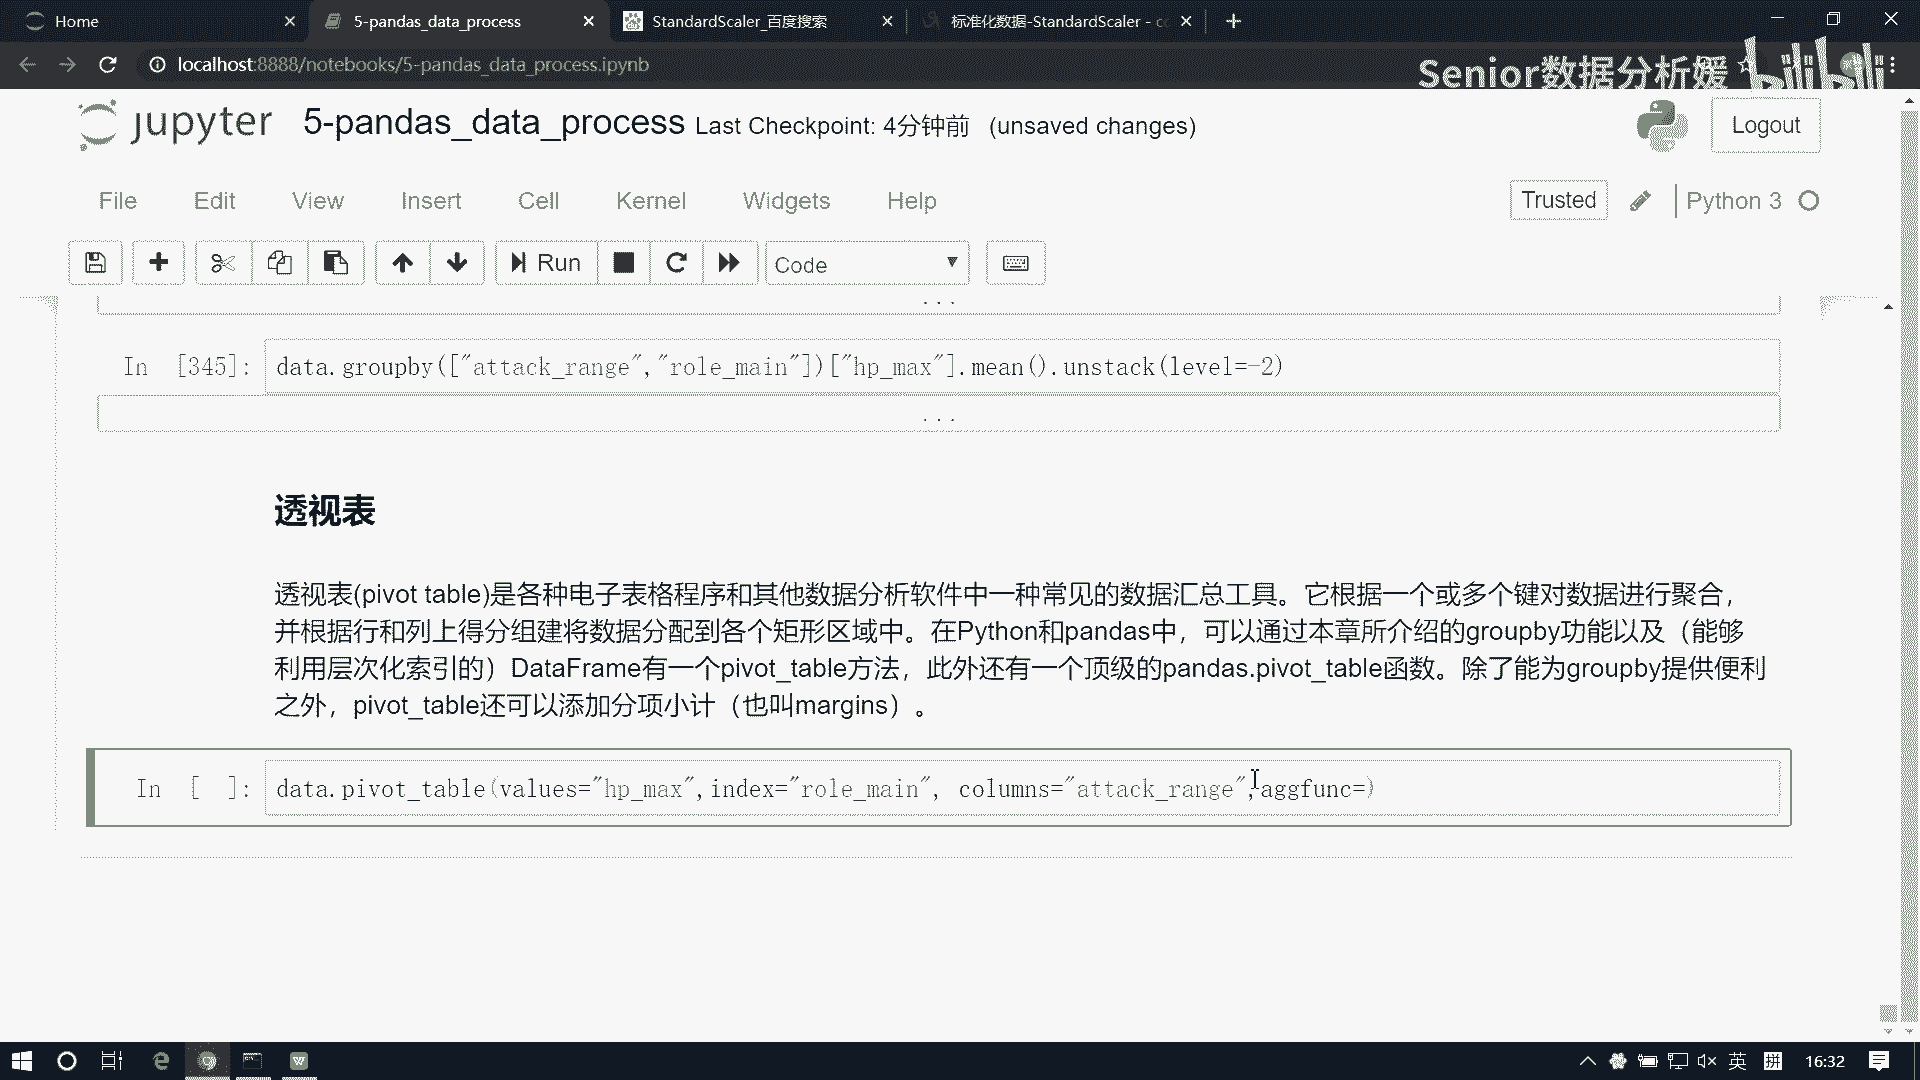 Home
5-pandas_data_process
StandardScaler_百度搜索
标准化数据-StandardScaler - cc
localhost:8888/notebooks/5-pandas_data_process.ipynb
Senior数据分析媛 bilibili
jupyter 5-pandas_data_process Last Checkpoint: 4分钟前 (unsaved changes)
Logout
File Edit View Insert Cell Kernel Widgets Help
Trusted Python 3
Run Code
...
In [345]: data.groupby(["attack_range","role_main"])["hp_max"].mean().unstack(level=-2)
...
透视表
透视表(pivot table)是各种电子表格程序和其他数据分析软件中一种常见的数据汇总工具。它根据一个或多个键对数据进行聚合，
并根据行和列上得分组建将数据分配到各个矩形区域中。在Python和pandas中，可以通过本章所介绍的groupby功能以及（能够
利用层次化索引的）DataFrame有一个pivot_table方法，此外还有一个顶级的pandas.pivot_table函数。除了能为groupby提供便利
之外，pivot_table还可以添加分项小计（也叫margins）。
In [ ]: data.pivot_table(values="hp_max",index="role_main", columns="attack_range",aggfunc=)
英 拼 16:32